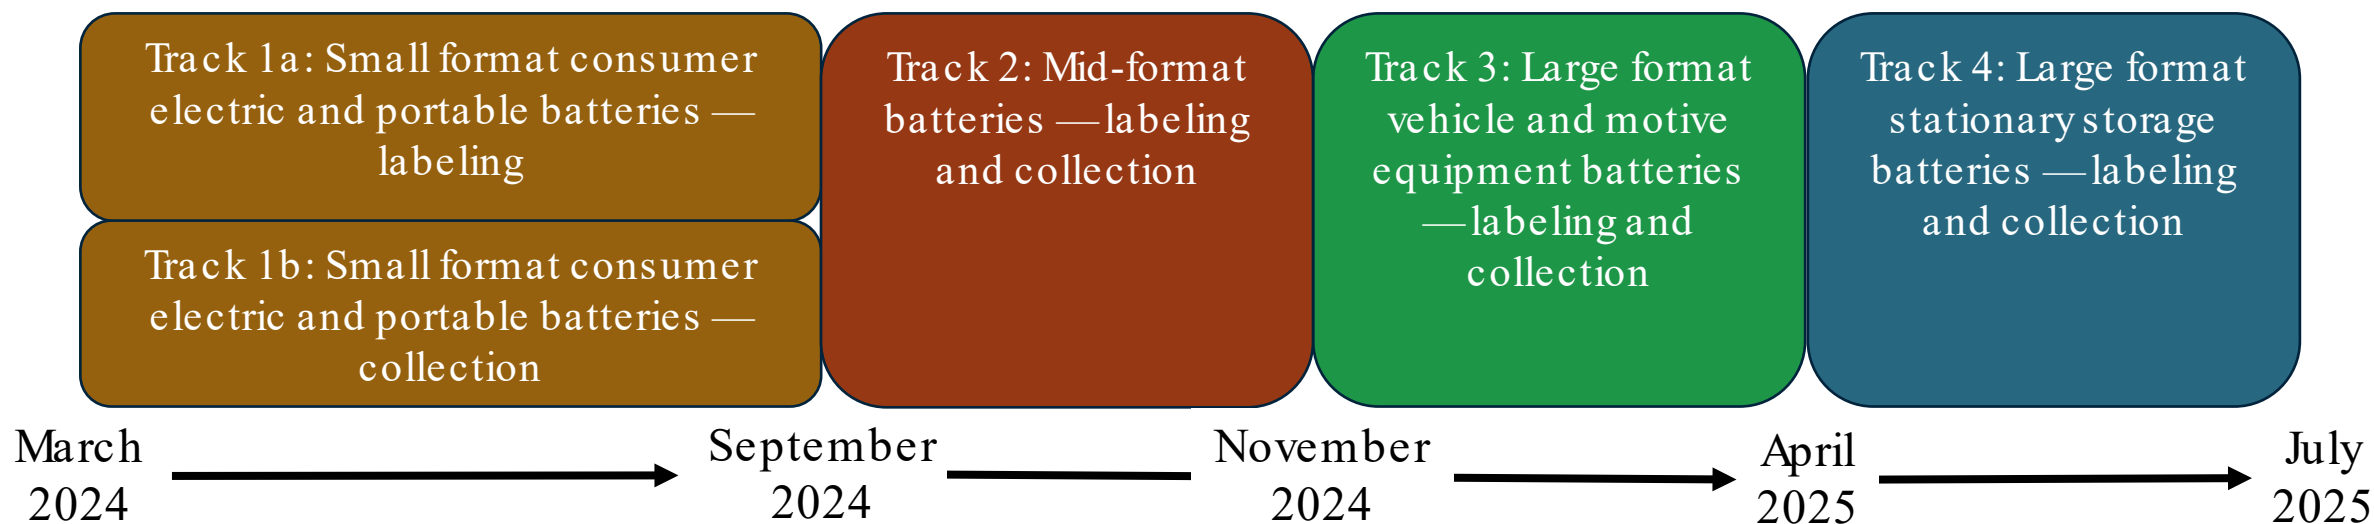 Track 1a: Small format consumer
electric and portable batteries —
labeling
Track 1b: Small format consumer
electric and portable batteries —
collection
Track 2: Mid-format
batteries — labeling
and collection
Track 3: Large format
vehicle and motive
equipment batteries
— labeling and
collection
Track 4: Large format
stationary storage
batteries — labeling
and collection
March
2024
September
2024
November
2024
April
2025
July
2025